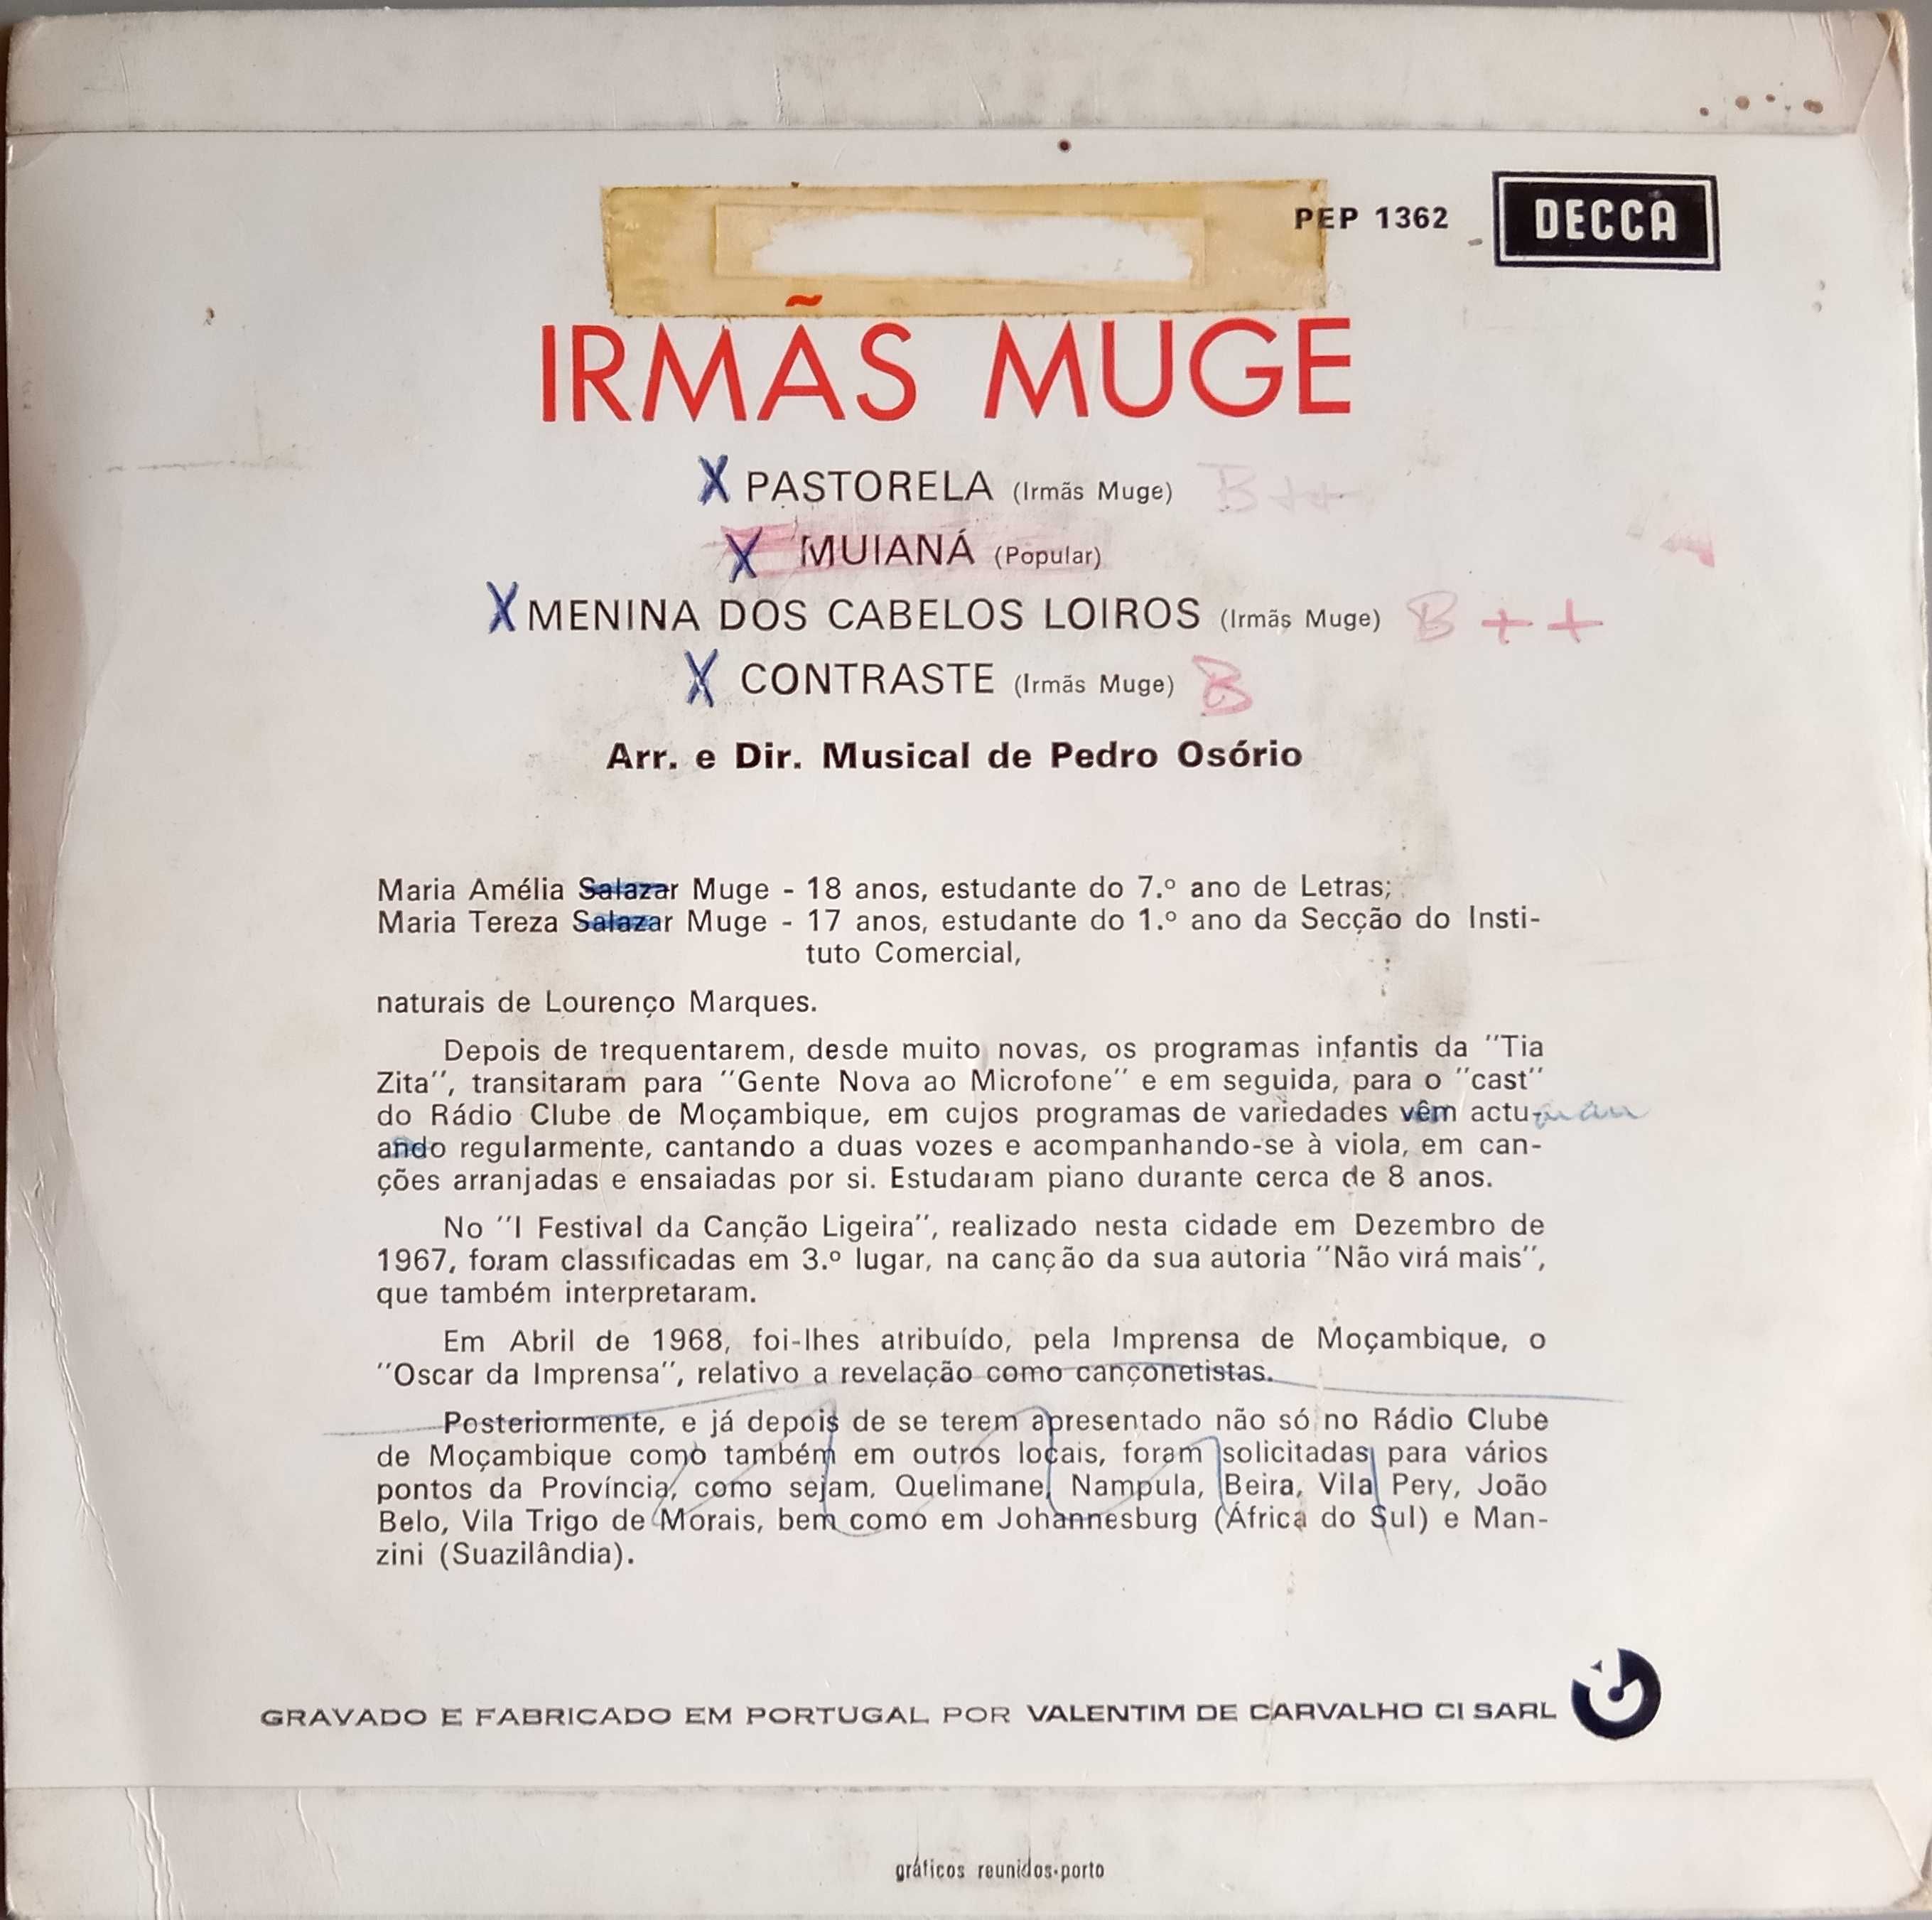 PEP 1362
DECCA
IRMÃS MUGE
X PASTORELA (Irmãs Muge) B++
X MUIANÁ (Popular)
X MENINA DOS CABELOS LOIROS (Irmãs Muge) B ++
X CONTRASTE (Irmãs Muge) B
Arr. e Dir. Musical de Pedro Osório
Maria Amélia Salazar Muge - 18 anos, estudante do 7.º ano de Letras;
Maria Tereza Salazar Muge - 17 anos, estudante do 1.º ano da Secção do Insti-
tuto Comercial,
naturais de Lourenço Marques.
Depois de frequentarem, desde muito novas, os programas infantis da "Tia
Zita", transitaram para "Gente Nova ao Microfone" e em seguida, para o "cast"
do Rádio Clube de Moçambique, em cujos programas de variedades vêm actu-
ando regularmente, cantando a duas vozes e acompanhando-se à viola, em can-
ções arranjadas e ensaiadas por si. Estudaram piano durante cerca de 8 anos.
No "I Festival da Canção Ligeira", realizado nesta cidade em Dezembro de
1967, foram classificadas em 3.º lugar, na canção da sua autoria "Não virá mais",
que também interpretaram.
Em Abril de 1968, foi-lhes atribuído, pela Imprensa de Moçambique, o
"Oscar da Imprensa", relativo a revelação como cançonetistas.
Posteriormente, e já depois de se terem apresentado não só no Rádio Clube
de Moçambique como também em outros locais, foram solicitadas para vários
pontos da Província, como sejam, Quelimane, Nampula, Beira, Vila Pery, João
Belo, Vila Trigo de Morais, bem como em Johannesburg (África do Sul) e Man-
zini (Suazilândia).
GRAVADO E FABRICADO EM PORTUGAL POR VALENTIM DE CARVALHO CI SARL
gráficos reunidos-porto